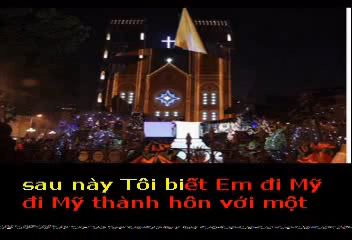 sau này Tôi biết Em đi Mỹ
đi Mỹ thành hôn với một